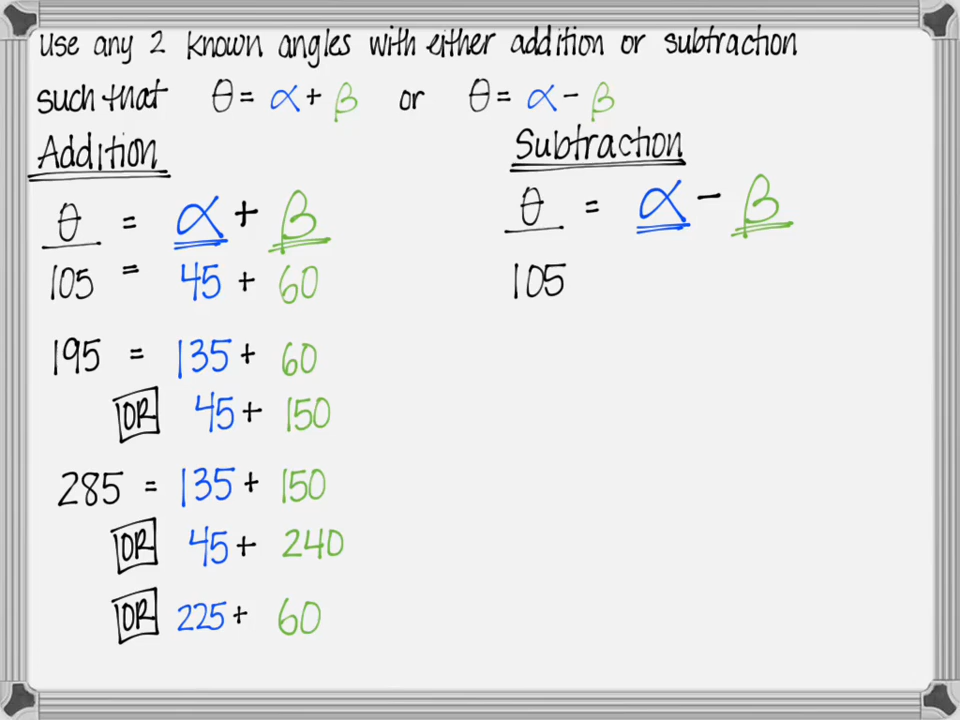 use any 2 known angles with either addition or subtraction
such that θ = α + β or θ = α - β
Addition
θ = α + β
105 = 45 + 60
195 = 135 + 60
OR 45 + 150
285 = 135 + 150
OR 45 + 240
OR 225 + 60
Subtraction
θ = α - β
105